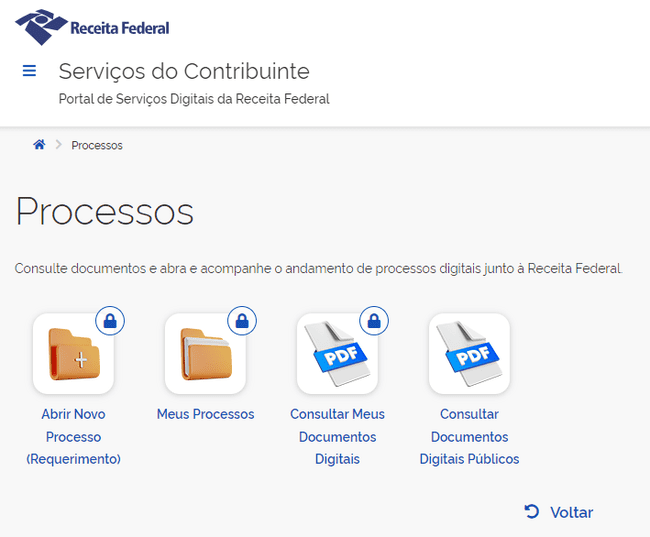 Receita Federal
Serviços do Contribuinte
Portal de Serviços Digitais da Receita Federal
Processos
Processos
Consulte documentos e abra e acompanhe o andamento de processos digitais junto à Receita Federal.
PDF
PDF
Abrir Novo
Processo
(Requerimento)
Meus Processos
Consultar Meus
Documentos
Digitais
Consultar
Documentos
Digitais Públicos
Voltar